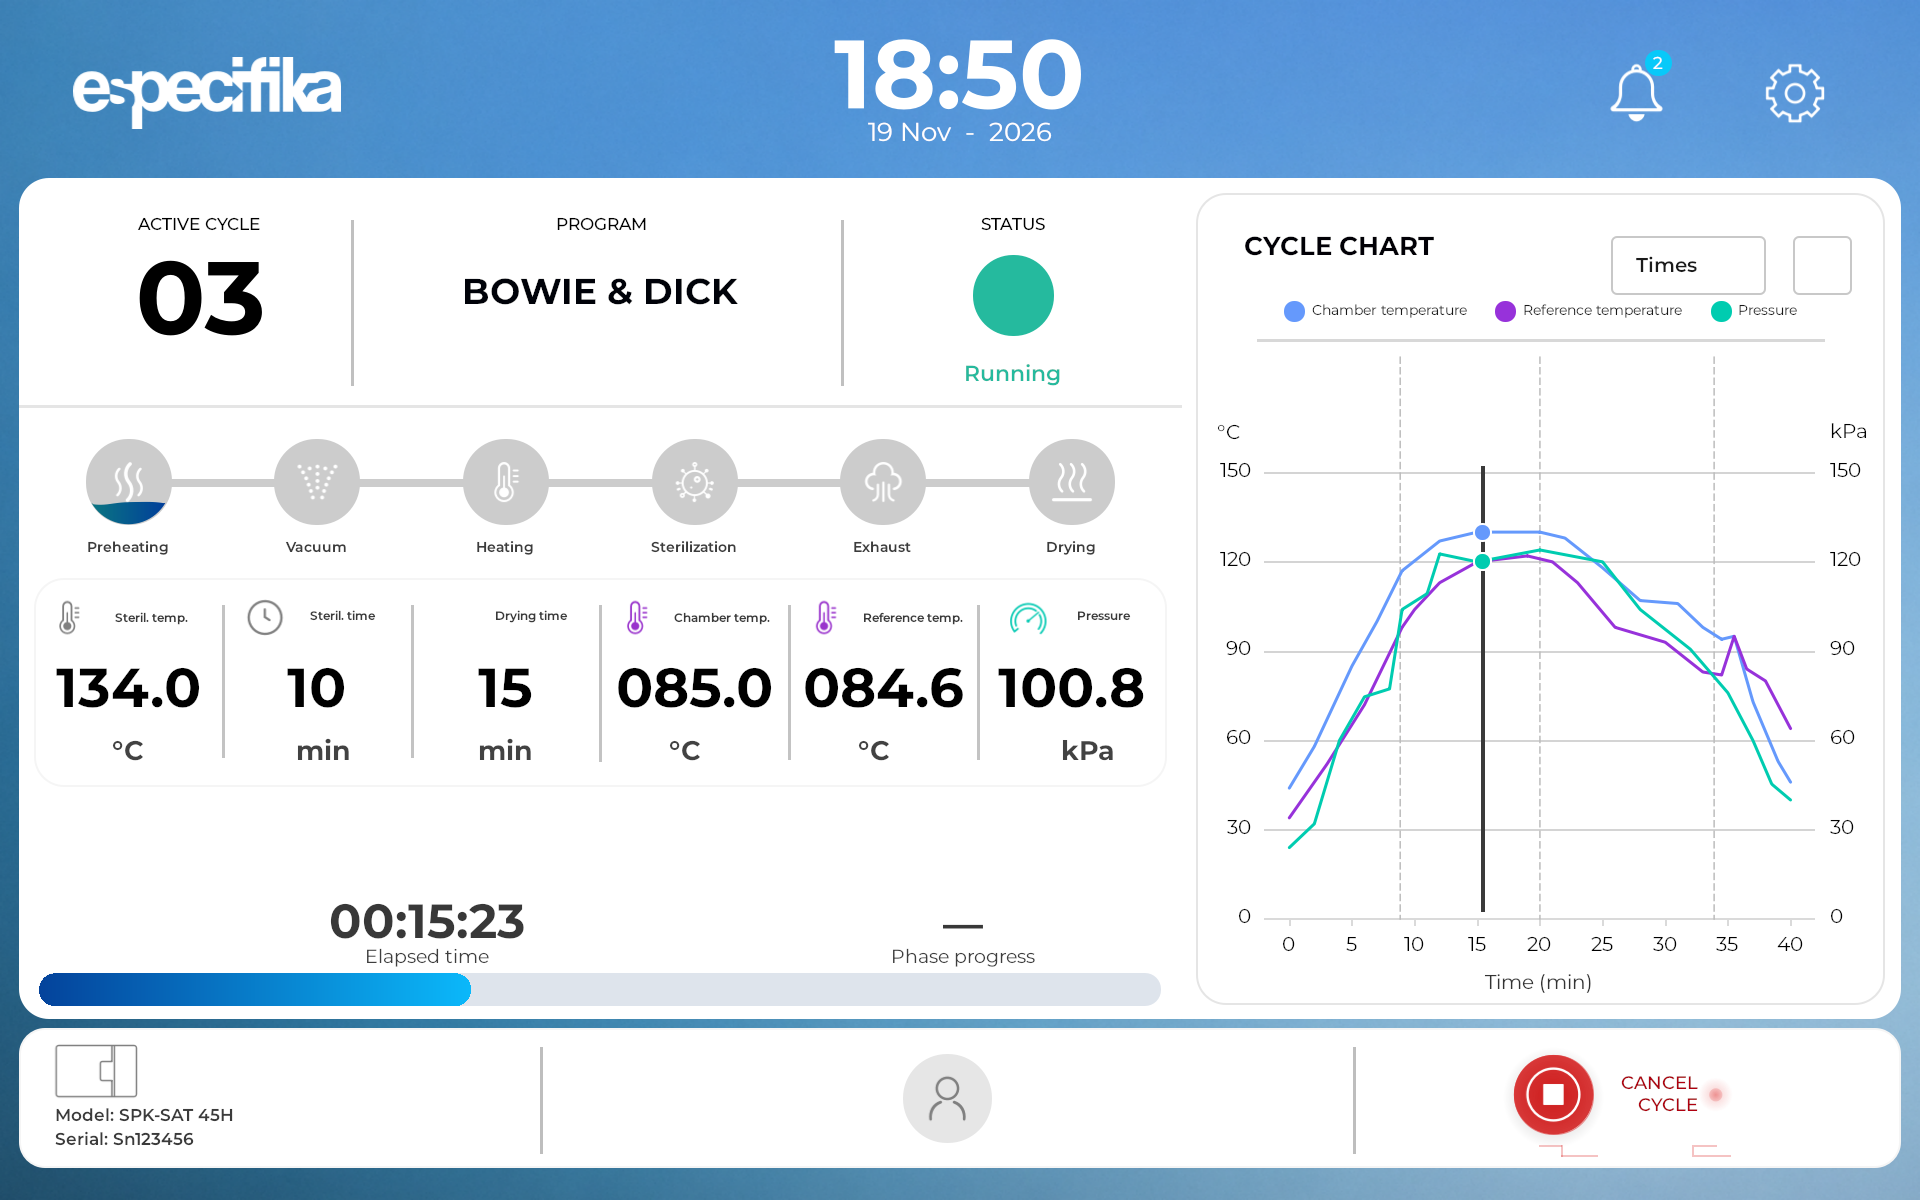 especifika
18:50
19 Nov - 2026
2
ACTIVE CYCLE
03
PROGRAM
BOWIE & DICK
STATUS
Running
Preheating
Vacuum
Heating
Sterilization
Exhaust
Drying
Steril. temp.
134.0
°C
Steril. time
10
min
Drying time
15
min
Chamber temp.
085.0
°C
Reference temp.
084.6
°C
Pressure
100.8
kPa
00:15:23
Elapsed time
—
Phase progress
CYCLE CHART
Times
Chamber temperature
Reference temperature
Pressure
°C
kPa
150
150
120
120
90
90
60
60
30
30
0
0
0 5 10 15 20 25 30 35 40
Time (min)
Model: SPK-SAT 45H
Serial: Sn123456
CANCEL
CYCLE